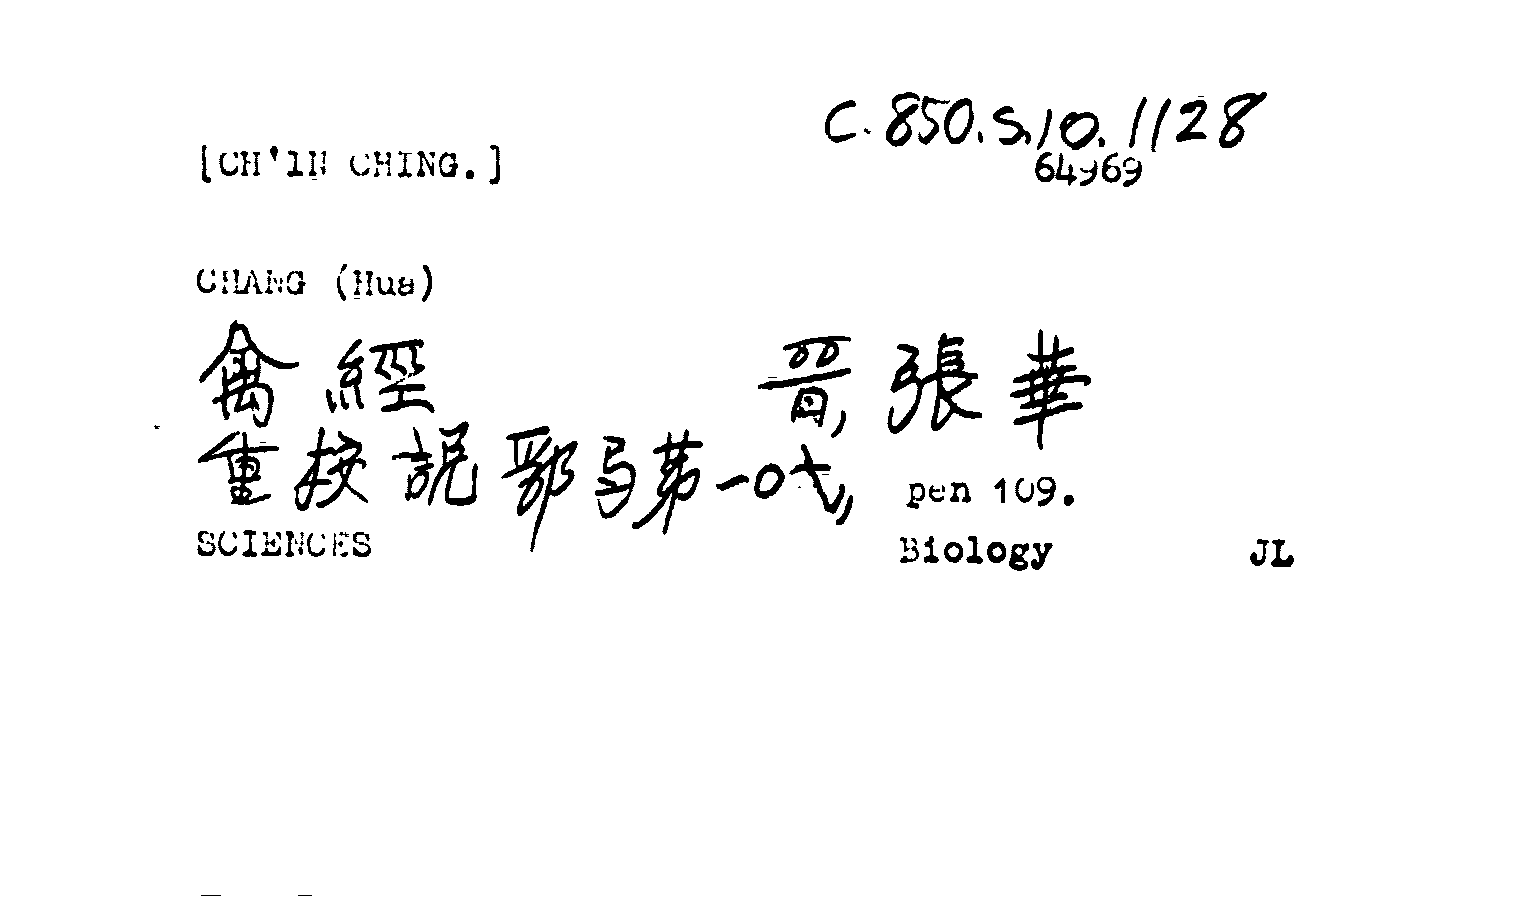 C.850.S.10.1128
[CH'IN CHING.] 64969
CHANG (Hua)
禽經 晉, 張華
重校說郛弓第一〇七, pen 109.
SCIENCES Biology JL